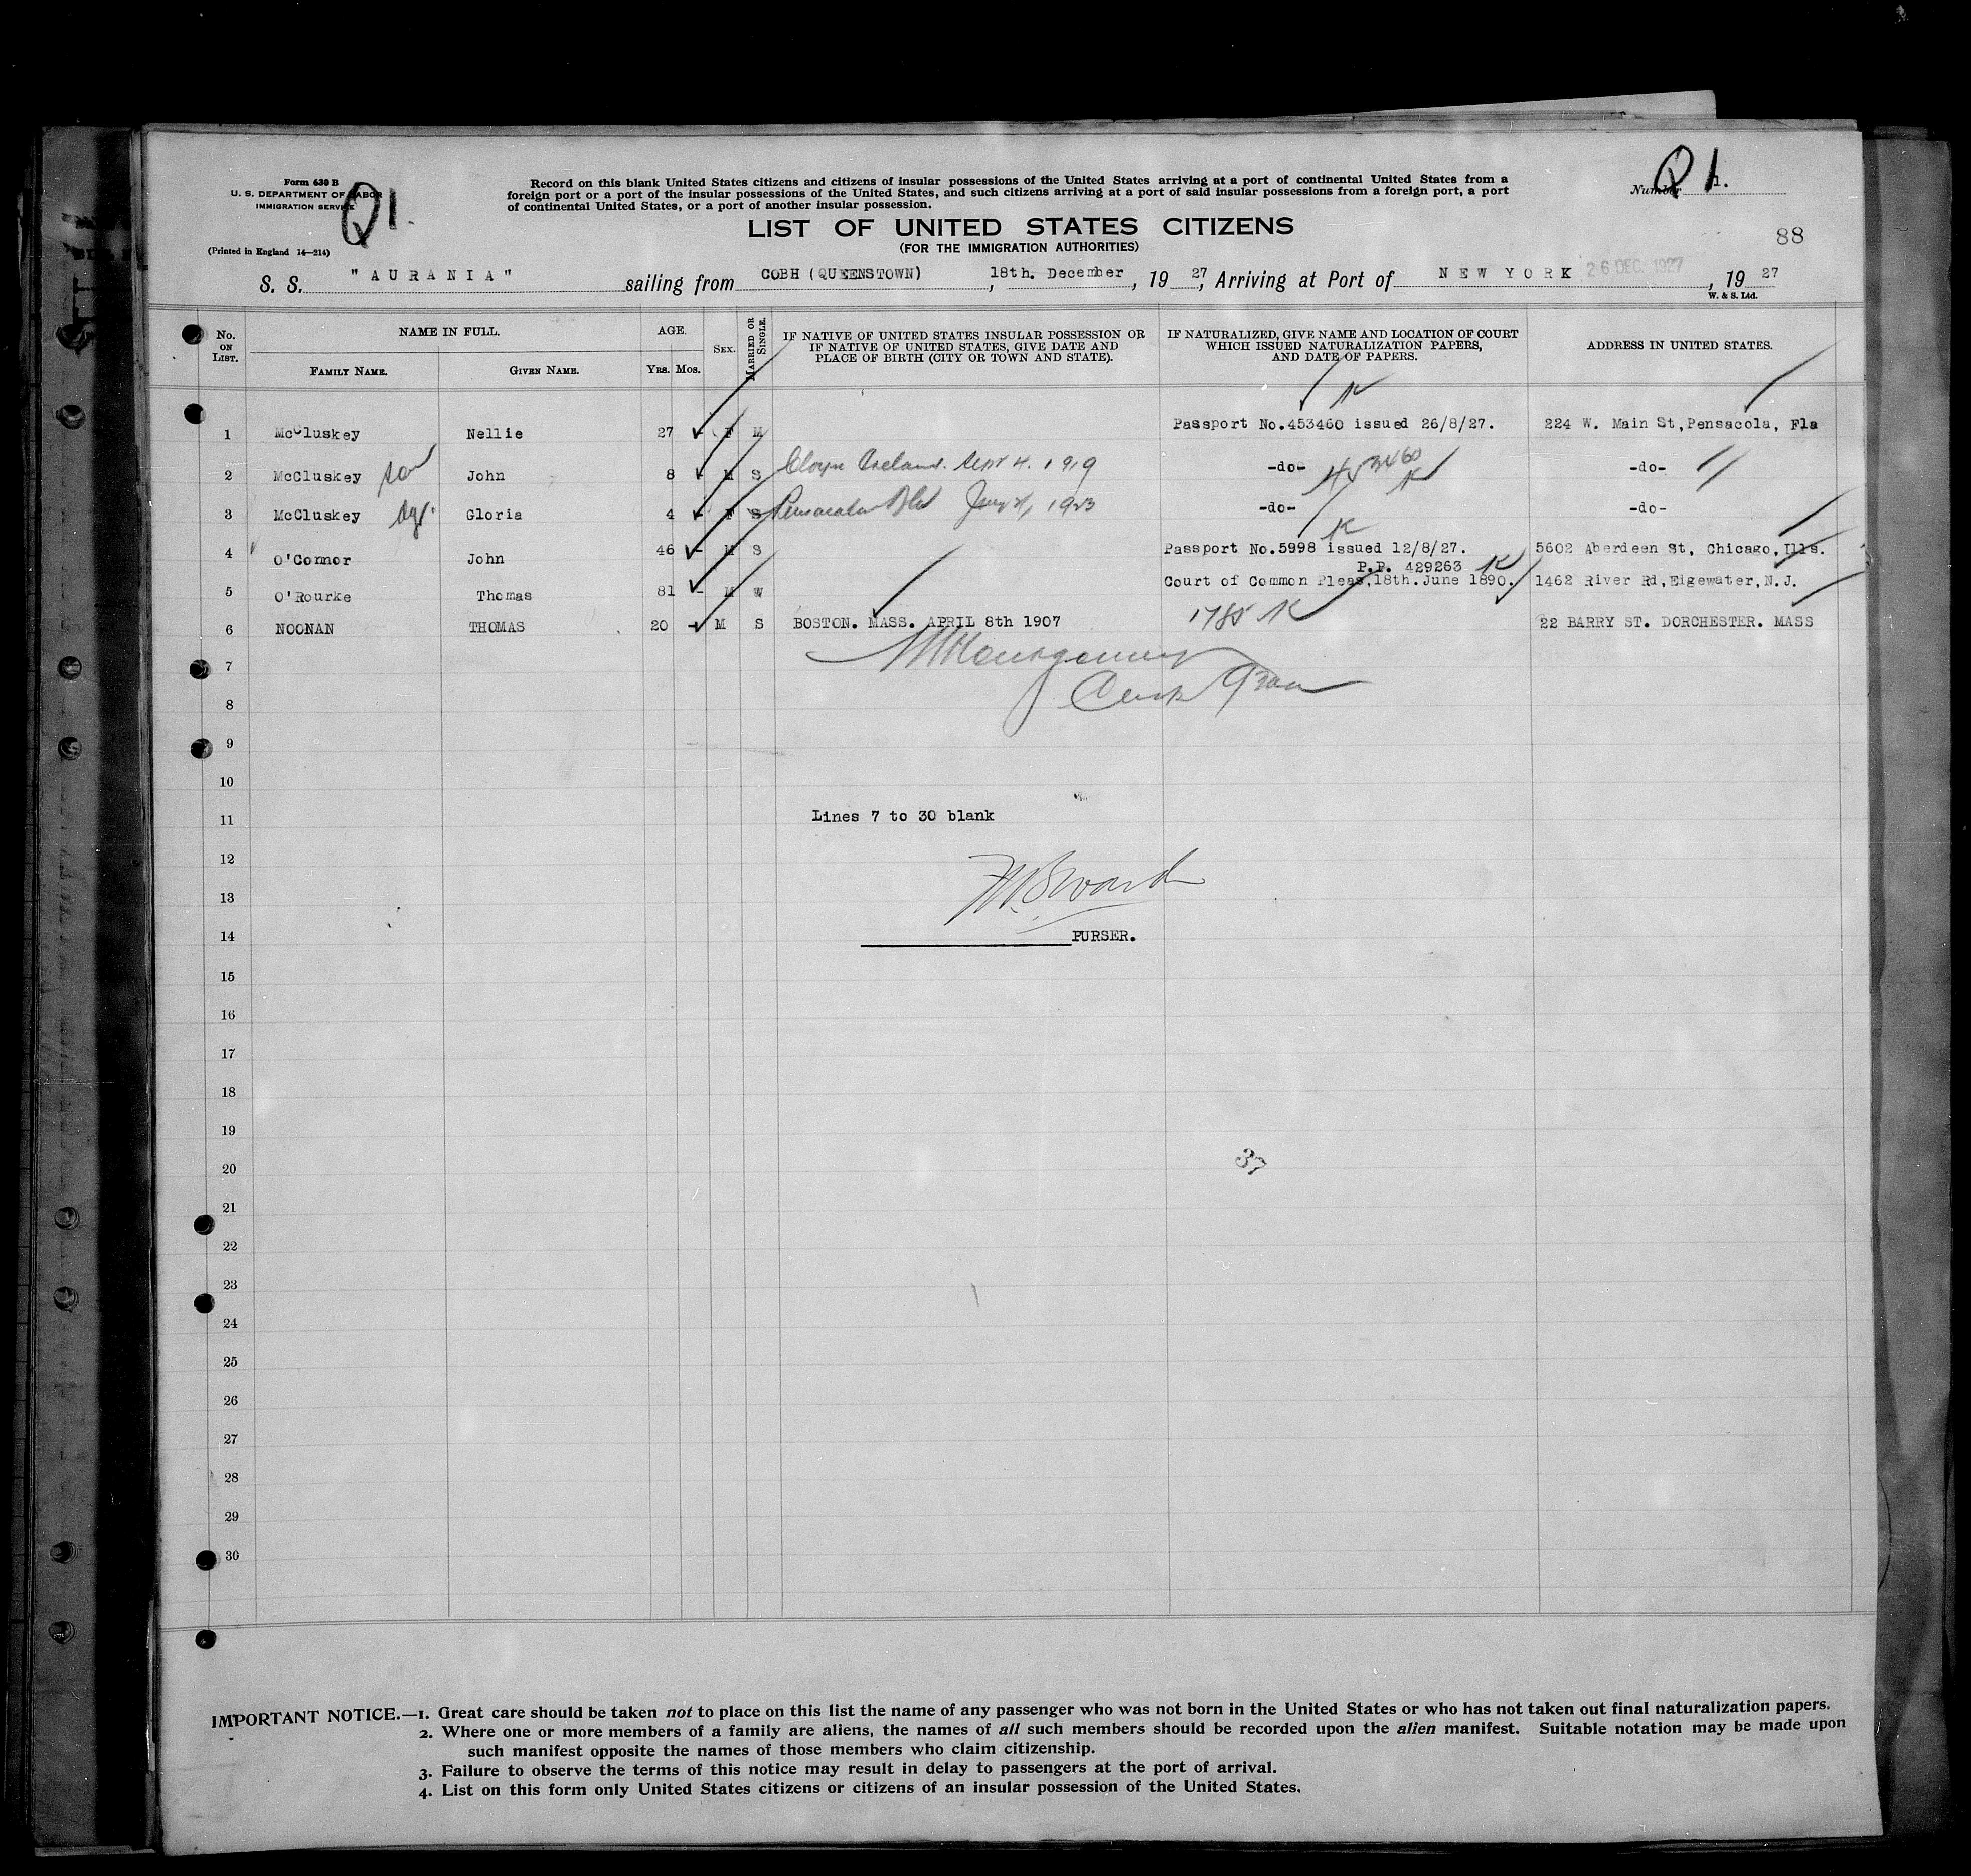 Form 630 B
U. S. DEPARTMENT OF LABOR
IMMIGRATION SERVICE
Q1.
(Printed in England 14—214)
Record on this blank United States citizens and citizens of insular possessions of the United States arriving at a port of continental United States from a
foreign port or a port of the insular possessions of the United States, and such citizens arriving at a port of said insular possessions from a foreign port, a port
of continental United States, or a port of another insular possession.
Q 1
Number 1.
LIST OF UNITED STATES CITIZENS
(FOR THE IMMIGRATION AUTHORITIES)
88
S. S. "AURANIA" sailing from COBH (QUEENSTOWN), 18th. December, 19 27, Arriving at Port of NEW YORK 26 DEC. 1927, 19 27
W. & S. Ltd.
No. ON LIST. NAME IN FULL. FAMILY NAME. GIVEN NAME. AGE. YRS. MOS. SEX. MARRIED OR SINGLE. IF NATIVE OF UNITED STATES INSULAR POSSESSION OR IF NATIVE OF UNITED STATES, GIVE DATE AND PLACE OF BIRTH (CITY OR TOWN AND STATE). IF NATURALIZED, GIVE NAME AND LOCATION OF COURT WHICH ISSUED NATURALIZATION PAPERS, AND DATE OF PAPERS. ADDRESS IN UNITED STATES.
K
1 McCluskey Nellie 27 - F M Passport No.453460 issued 26/8/27. 224 W. Main St,Pensacola, Fla
2 McCluskey son John 8 - M S Cloyne Ireland. Sept 4. 1919 -do- 453460 K -do-
3 McCluskey Gloria 4 - F S 1923 -do- -do-
K
4 O'Connor John 46 - M S Passport No.5998 issued 12/8/27. 5602 Aberdeen St, Chicago, Ills.
P.P. 429263 K
5 O'Rourke Thomas 81 - M W Court of Common Pleas,18th.June 1890. 1462 River Rd,Edgewater,N.J.
6 NOONAN THOMAS 20 - M S BOSTON. MASS. APRIL 8th 1907 1785 K 22 BARRY ST. DORCHESTER. MASS
7 Montgomery
8
9
10
11 Lines 7 to 30 blank
12
13
14 PURSER.
15
16
17
18
19
20 37
21
22
23
24
25
26
27
28
29
30
IMPORTANT NOTICE.—1. Great care should be taken not to place on this list the name of any passenger who was not born in the United States or who has not taken out final naturalization papers.
2. Where one or more members of a family are aliens, the names of all such members should be recorded upon the alien manifest. Suitable notation may be made upon
such manifest opposite the names of those members who claim citizenship.
3. Failure to observe the terms of this notice may result in delay to passengers at the port of arrival.
4. List on this form only United States citizens or citizens of an insular possession of the United States.